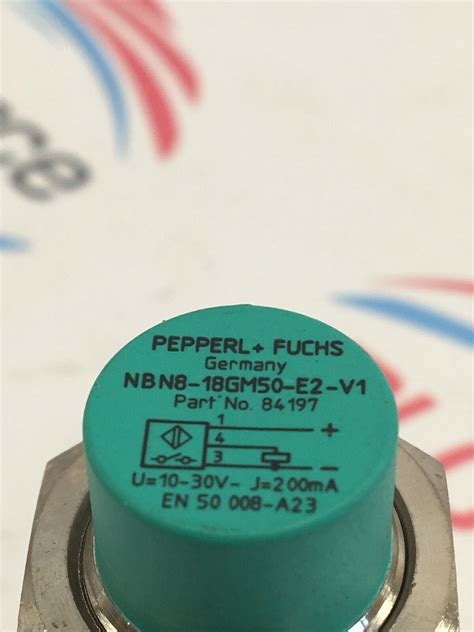 PEPPERL+ FUCHS
Germany
NBN8-18GM50-E2-V1
Part No. 84197
1 +
4
3 −
U=10-30V- J=200mA
EN 50 008-A23